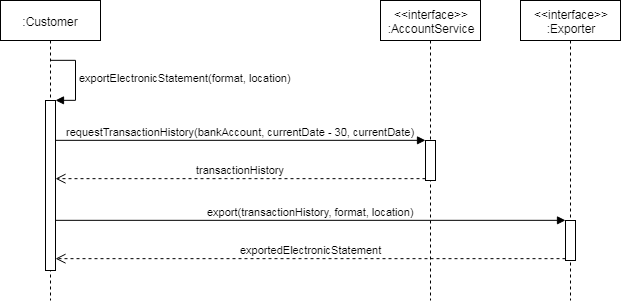 :Customer
<<interface>>
:AccountService
<<interface>>
:Exporter
exportElectronicStatement(format, location)
requestTransactionHistory(bankAccount, currentDate - 30, currentDate)
transactionHistory
export(transactionHistory, format, location)
exportedElectronicStatement